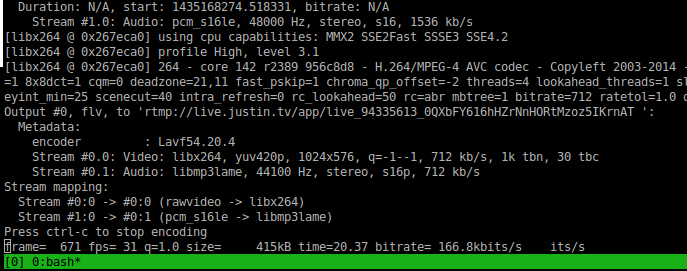 Duration: N/A, start: 1435168274.518331, bitrate: N/A
Stream #1.0: Audio: pcm_s16le, 48000 Hz, stereo, s16, 1536 kb/s
[libx264 @ 0x267eca0] using cpu capabilities: MMX2 SSE2Fast SSSE3 SSE4.2
[libx264 @ 0x267eca0] profile High, level 3.1
[libx264 @ 0x267eca0] 264 - core 142 r2389 956c8d8 - H.264/MPEG-4 AVC codec - Copyleft 2003-2014 -
=1 8x8dct=1 cqm=0 deadzone=21,11 fast_pskip=1 chroma_qp_offset=-2 threads=4 lookahead_threads=1 sl
eyint_min=25 scenecut=40 intra_refresh=0 rc_lookahead=50 rc=abr mbtree=1 bitrate=712 ratetol=1.0 q
Output #0, flv, to 'rtmp://live.justin.tv/app/live_94335613_0QXbFY616hHZrNnHORtMzoz5IKrnAT ':
Metadata:
encoder : Lavf54.20.4
Stream #0.0: Video: libx264, yuv420p, 1024x576, q=-1--1, 712 kb/s, 1k tbn, 30 tbc
Stream #0.1: Audio: libmp3lame, 44100 Hz, stereo, s16p, 712 kb/s
Stream mapping:
Stream #0:0 -> #0:0 (rawvideo -> libx264)
Stream #1:0 -> #0:1 (pcm_s16le -> libmp3lame)
Press ctrl-c to stop encoding
frame= 671 fps= 31 q=1.0 size= 415kB time=20.37 bitrate= 166.8kbits/s its/s
[0] 0:bash*